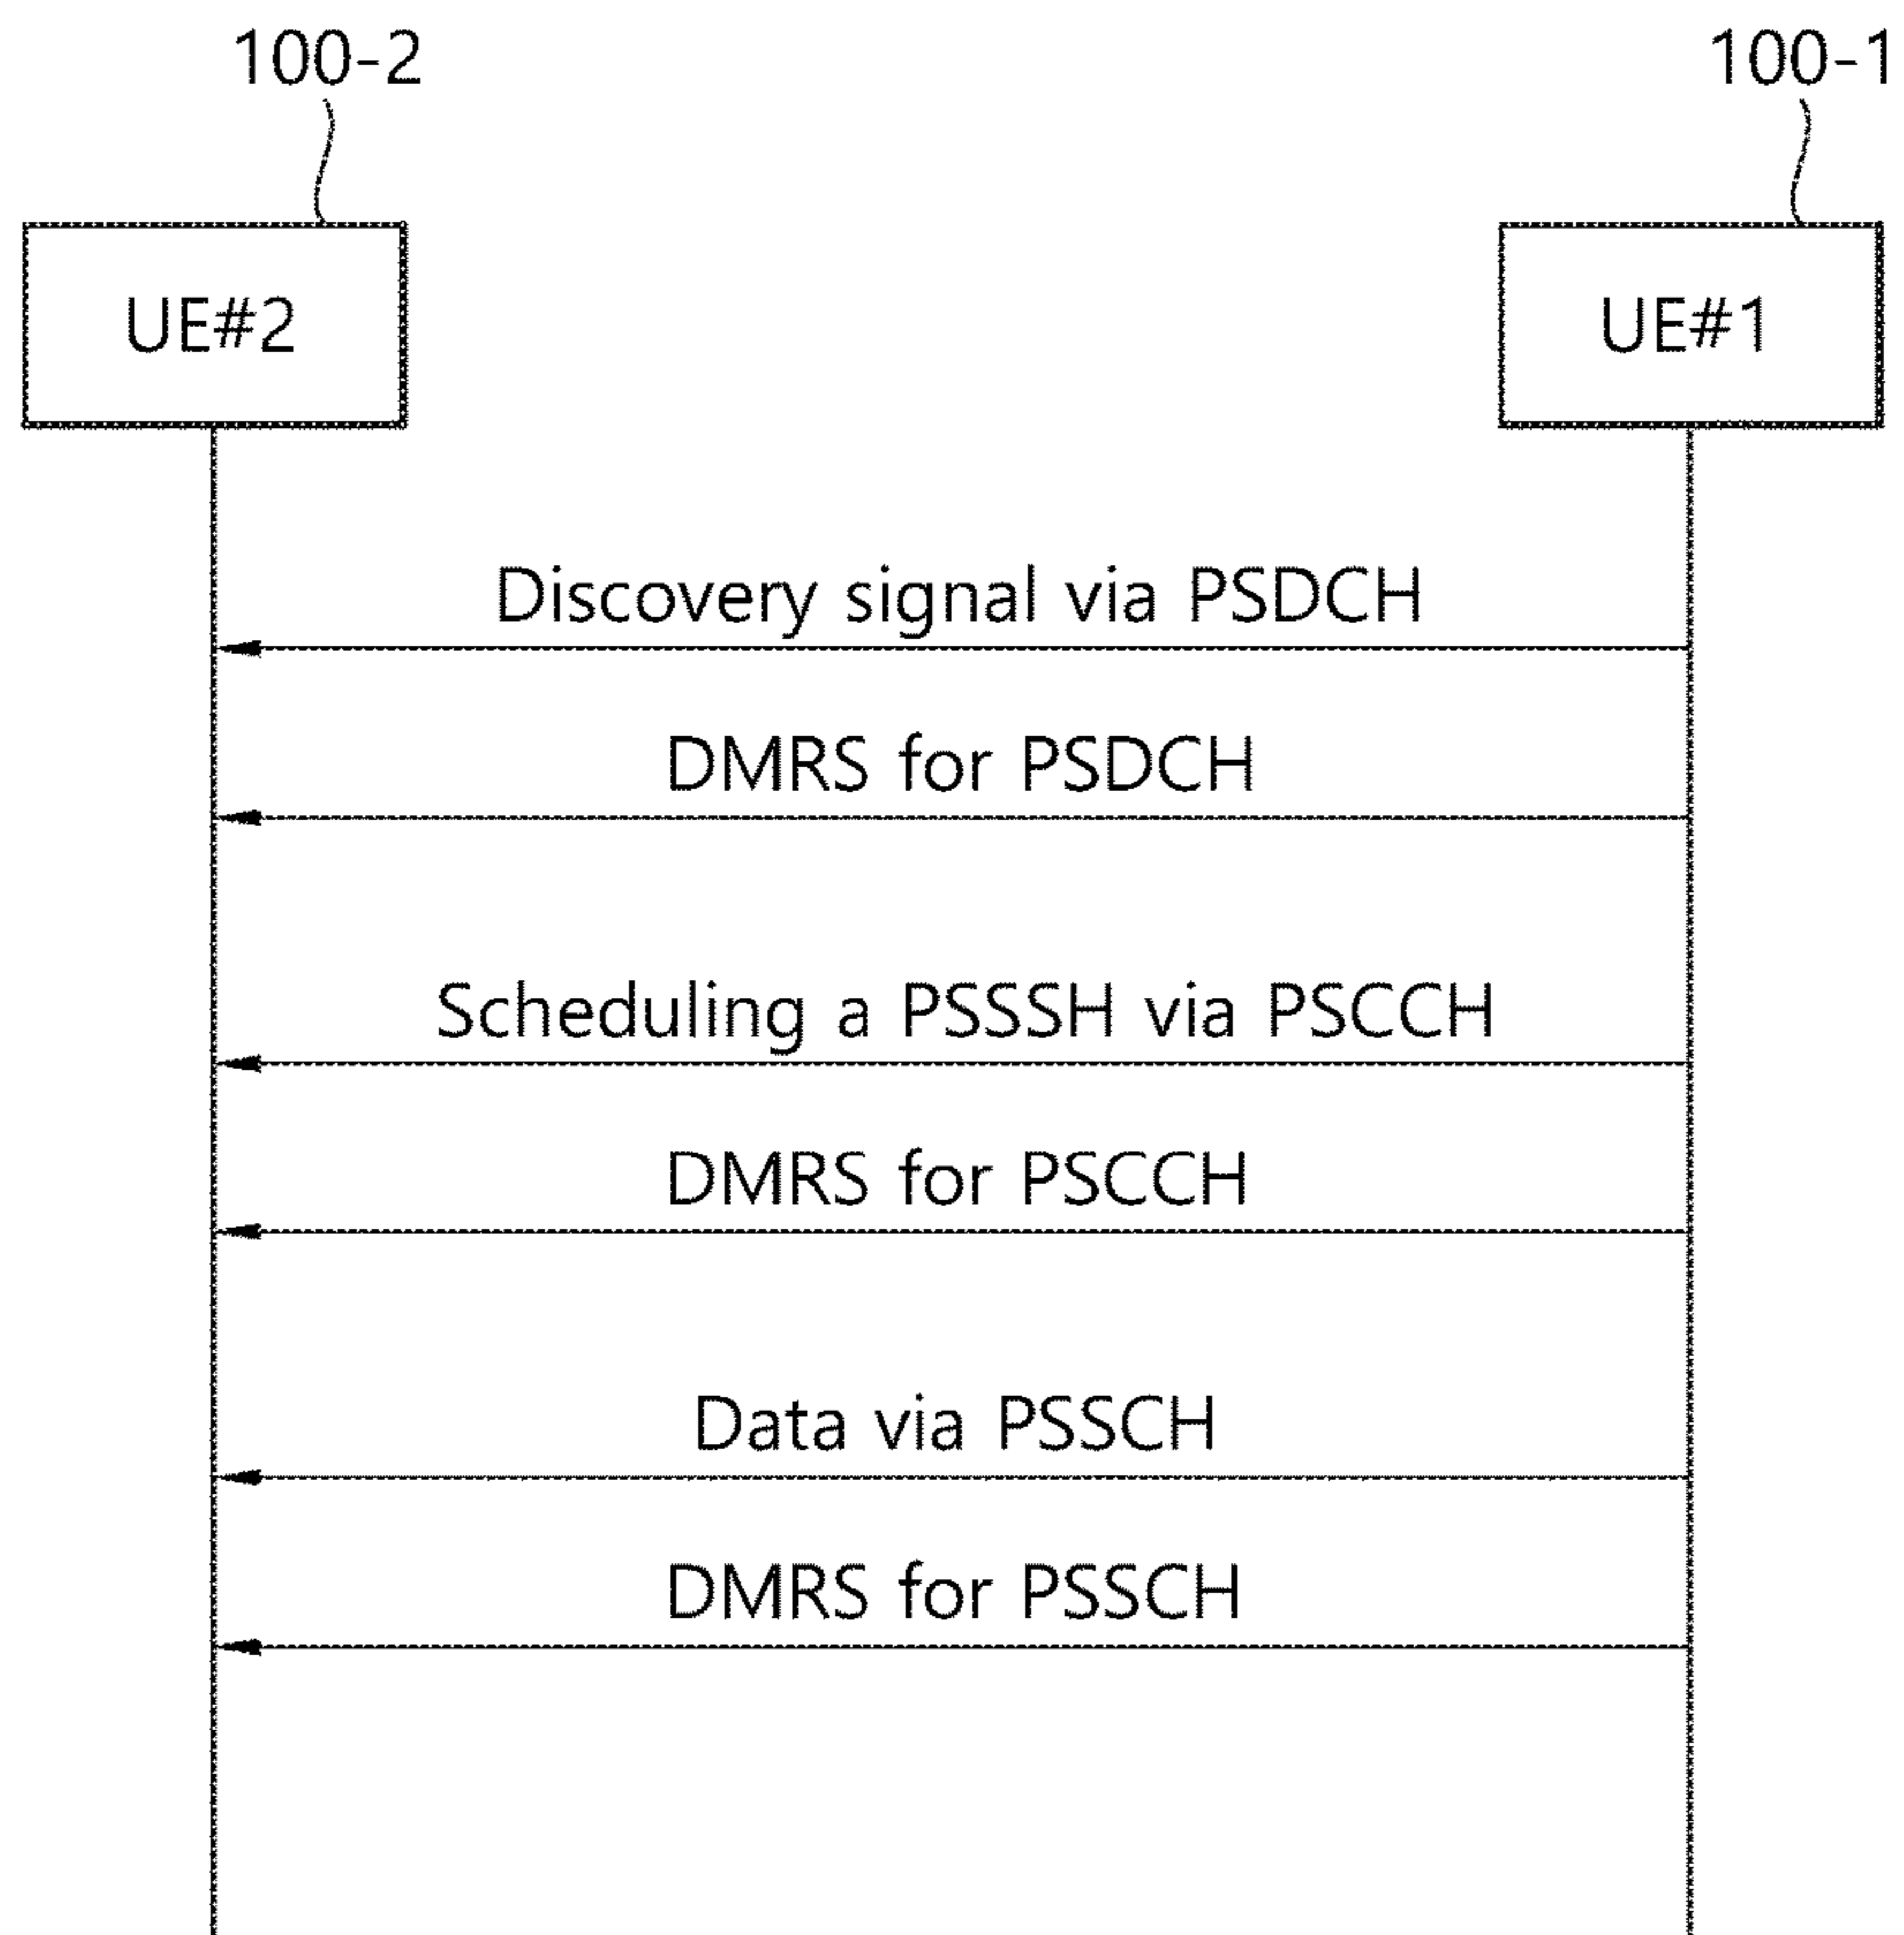 100-2
100-1
UE#2
UE#1
Discovery signal via PSDCH
DMRS for PSDCH
Scheduling a PSSSH via PSCCH
DMRS for PSCCH
Data via PSSCH
DMRS for PSSCH